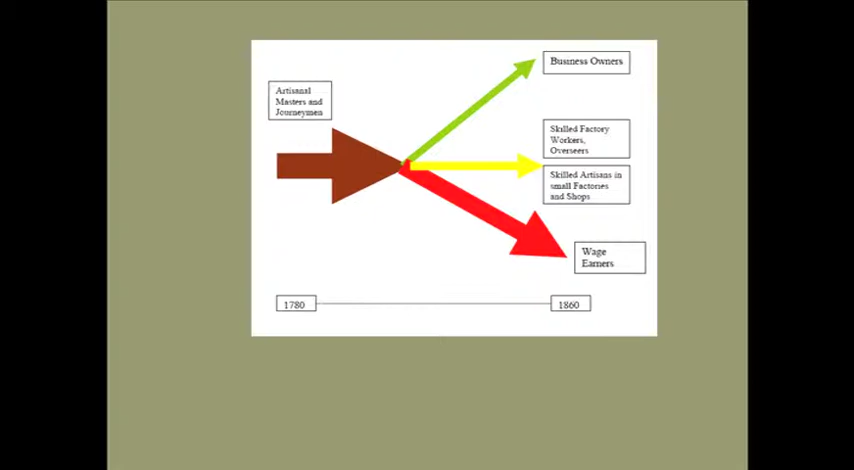 Business Owners
Artisanal
Masters and
Journeymen
Skilled Factory
Workers,
Overseers
Skilled Artisans in
small Factories
and Shops
Wage
Earners
1780
1860